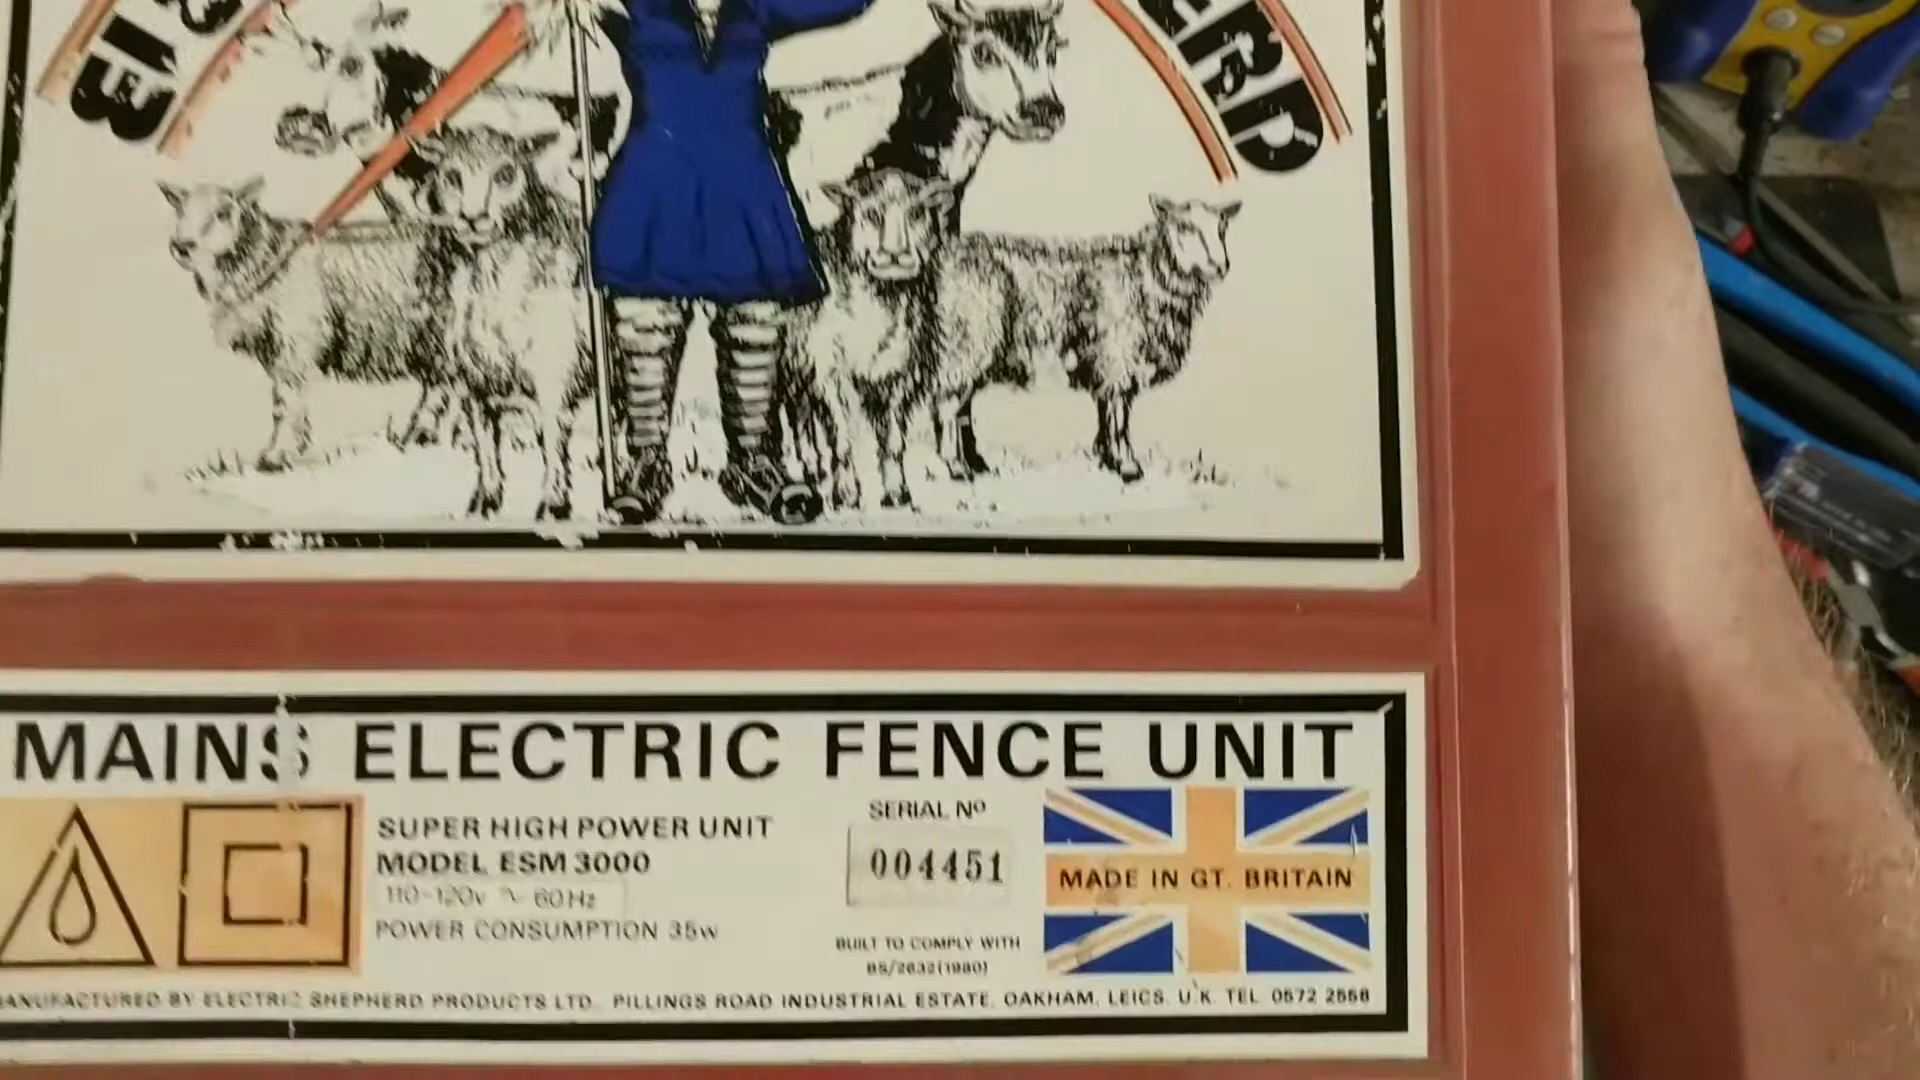 MAINS ELECTRIC FENCE UNIT
SUPER HIGH POWER UNIT
MODEL ESM 3000
110-120v ∿ 60Hz
POWER CONSUMPTION 35w
SERIAL Nº
004451
BUILT TO COMPLY WITH
BS/2632(1980)
MADE IN GT. BRITAIN
MANUFACTURED BY ELECTRIC SHEPHERD PRODUCTS LTD., PILLINGS ROAD INDUSTRIAL ESTATE, OAKHAM, LEICS. U.K. TEL. 0572 2558